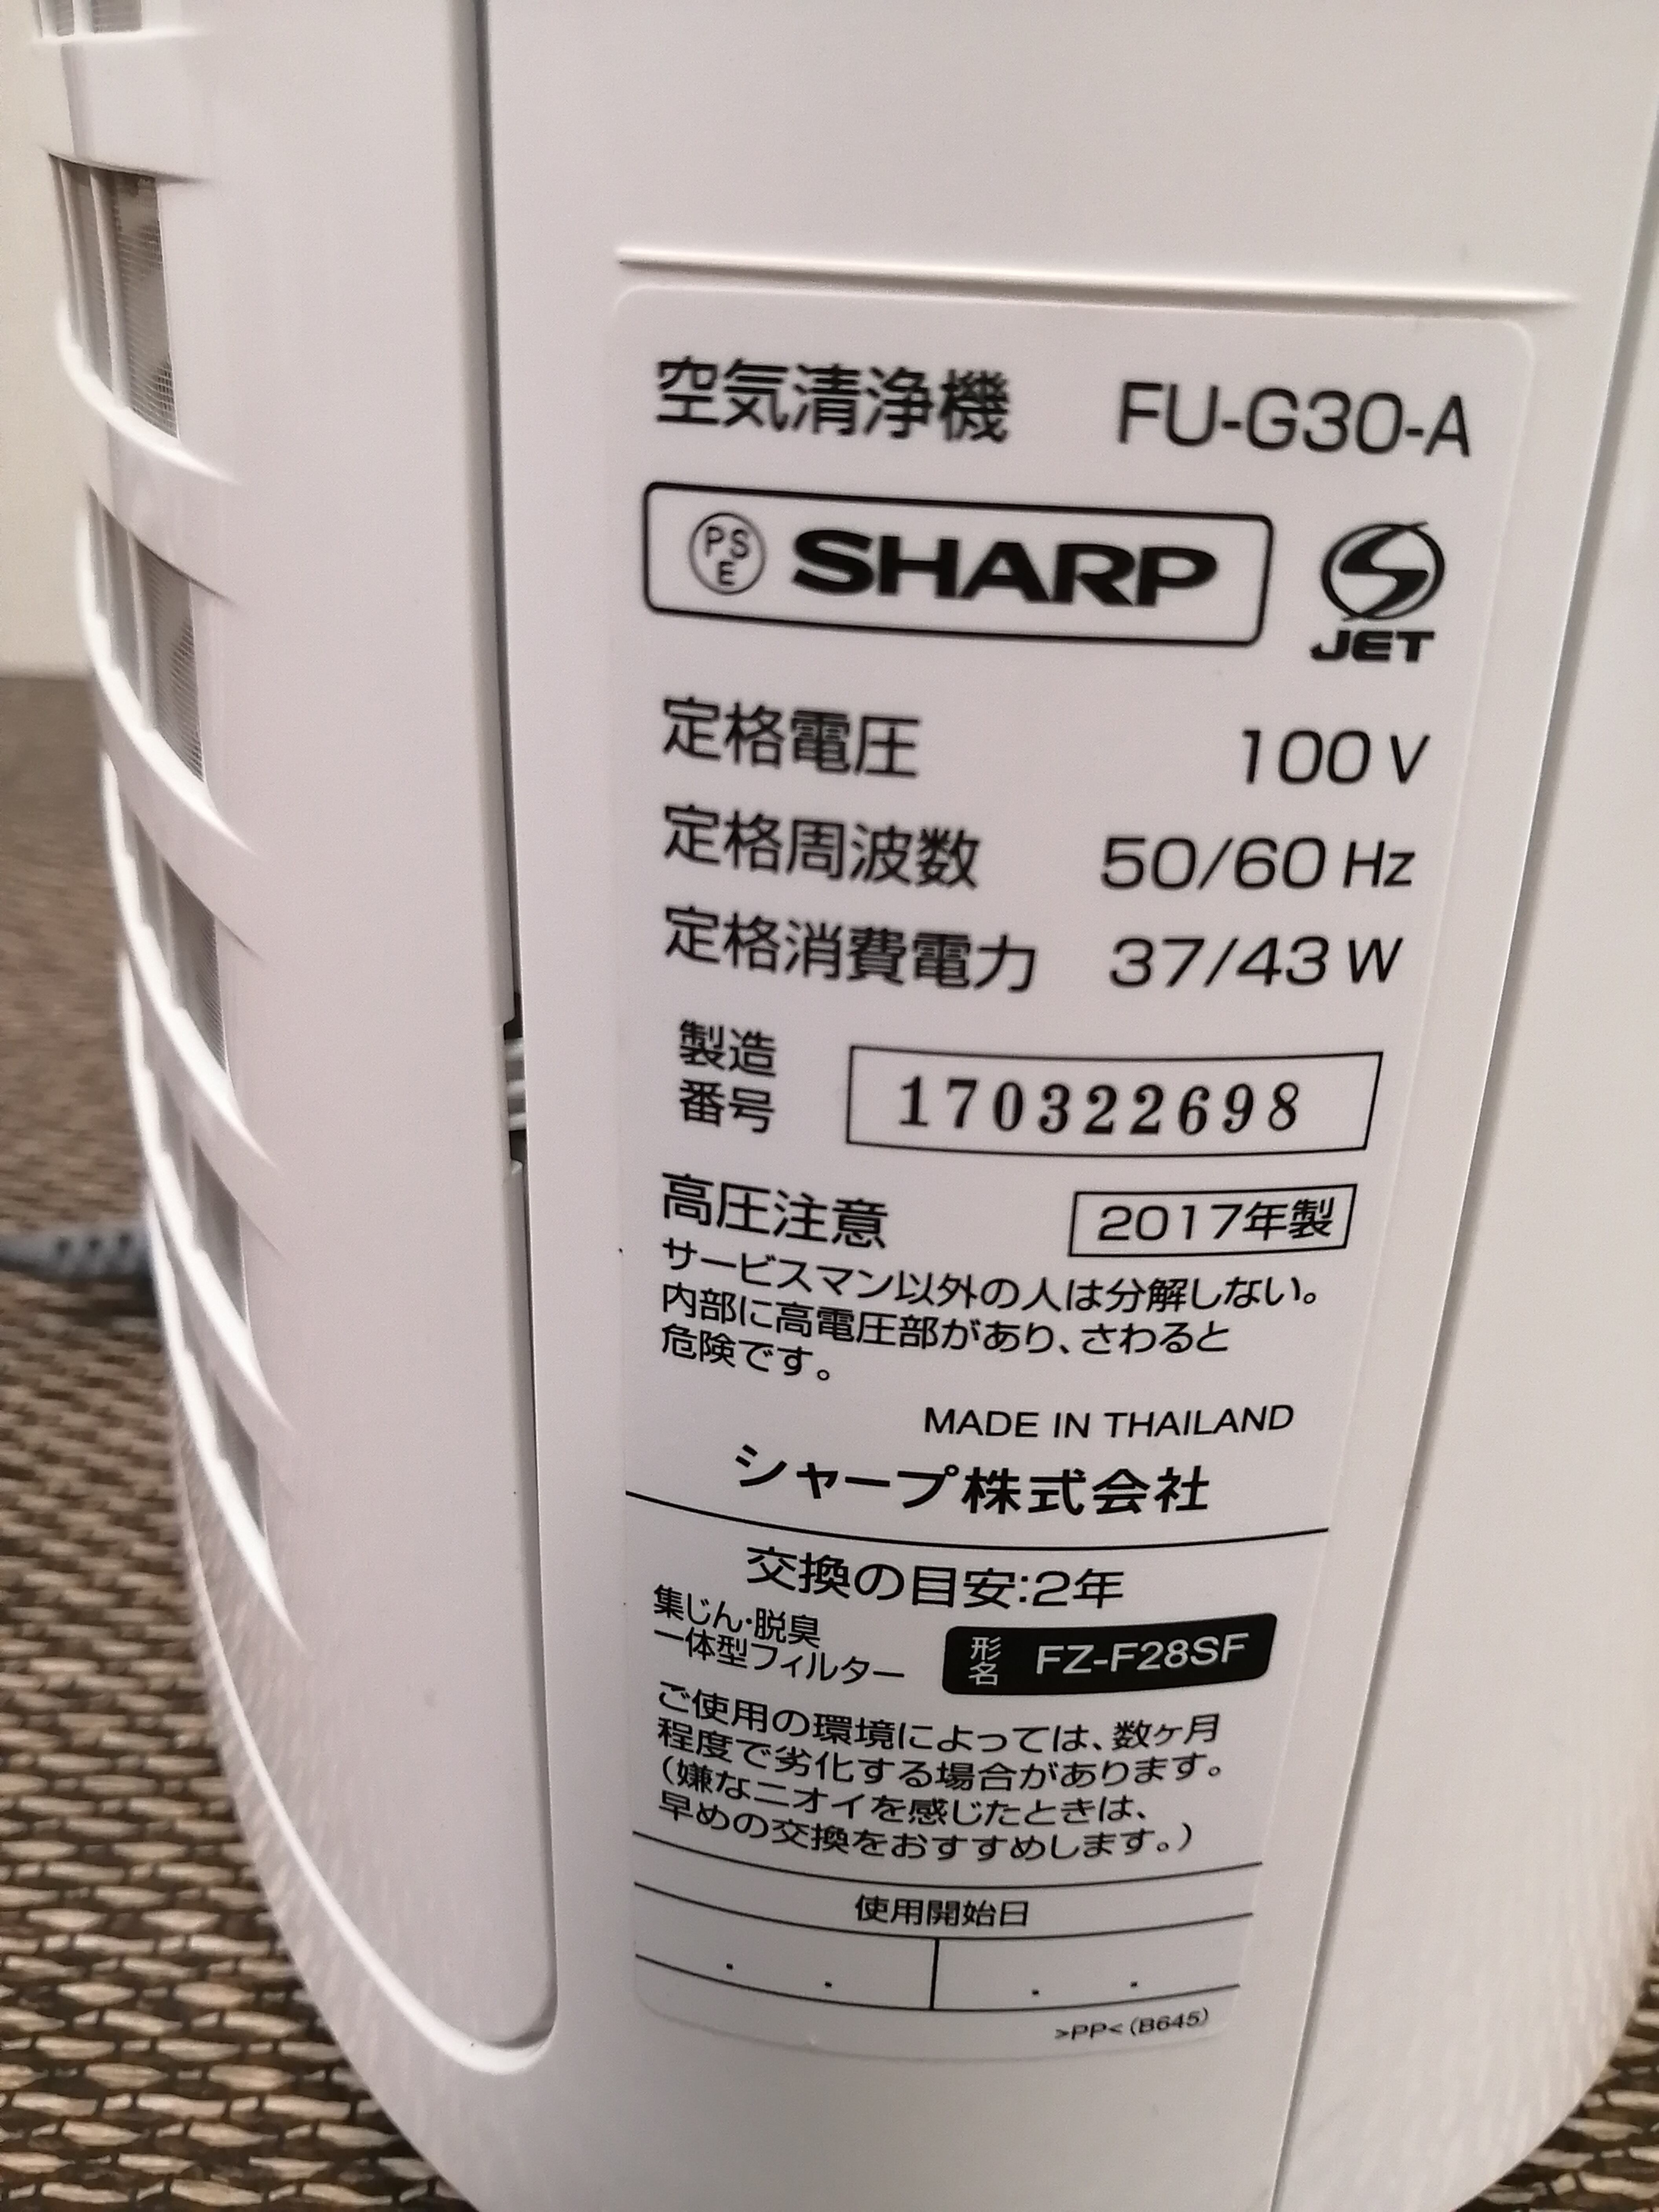 空気清浄機 FU-G30-A
PSE SHARP
JET
定格電圧 100V
定格周波数 50/60 Hz
定格消費電力 37/43 W
製造
番号 170322698
高圧注意 2017年製
サービスマン以外の人は分解しない。
内部に高電圧部があり、さわると
危険です。
MADE IN THAILAND
シャープ株式会社
交換の目安:2年
集じん・脱臭
一体型フィルター
形名 FZ-F28SF
ご使用の環境によっては、数ヶ月
程度で劣化する場合があります。
(嫌なニオイを感じたときは、
早めの交換をおすすめします。)
使用開始日
. . . .
>PP< (B645)